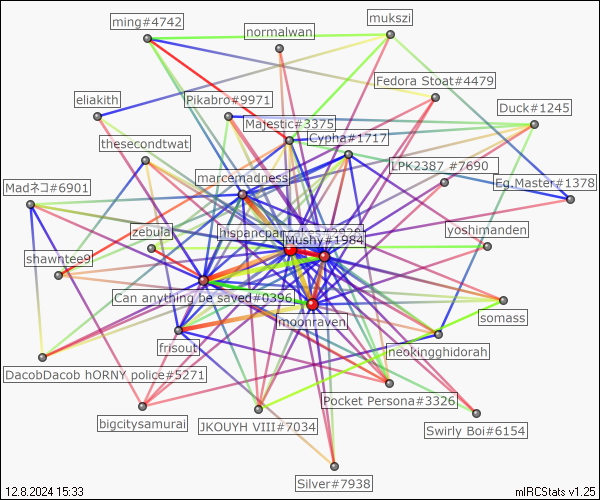 ming#4742
mukszi
normalwan
Fedora Stoat#4479
eliakith
Pikabro#9971
Duck#1245
Majestic#3375
Cypha#1717
thesecondtwat
LPK2387 #7690
marcemadness
Eg.Master#1378
Madネコ#6901
zebula
yoshimanden
Mushy#1984
shawntee9
Can anything be saved#0396
somass
moonraven
frisout
neokingghidorah
DacobDacob hORNY police#5271
Pocket Persona#3326
bigcitysamurai
JKOUYH VIII#7034
Swirly Boi#6154
Silver#7938
12.8.2024 15:33
mIRCStats v1.25